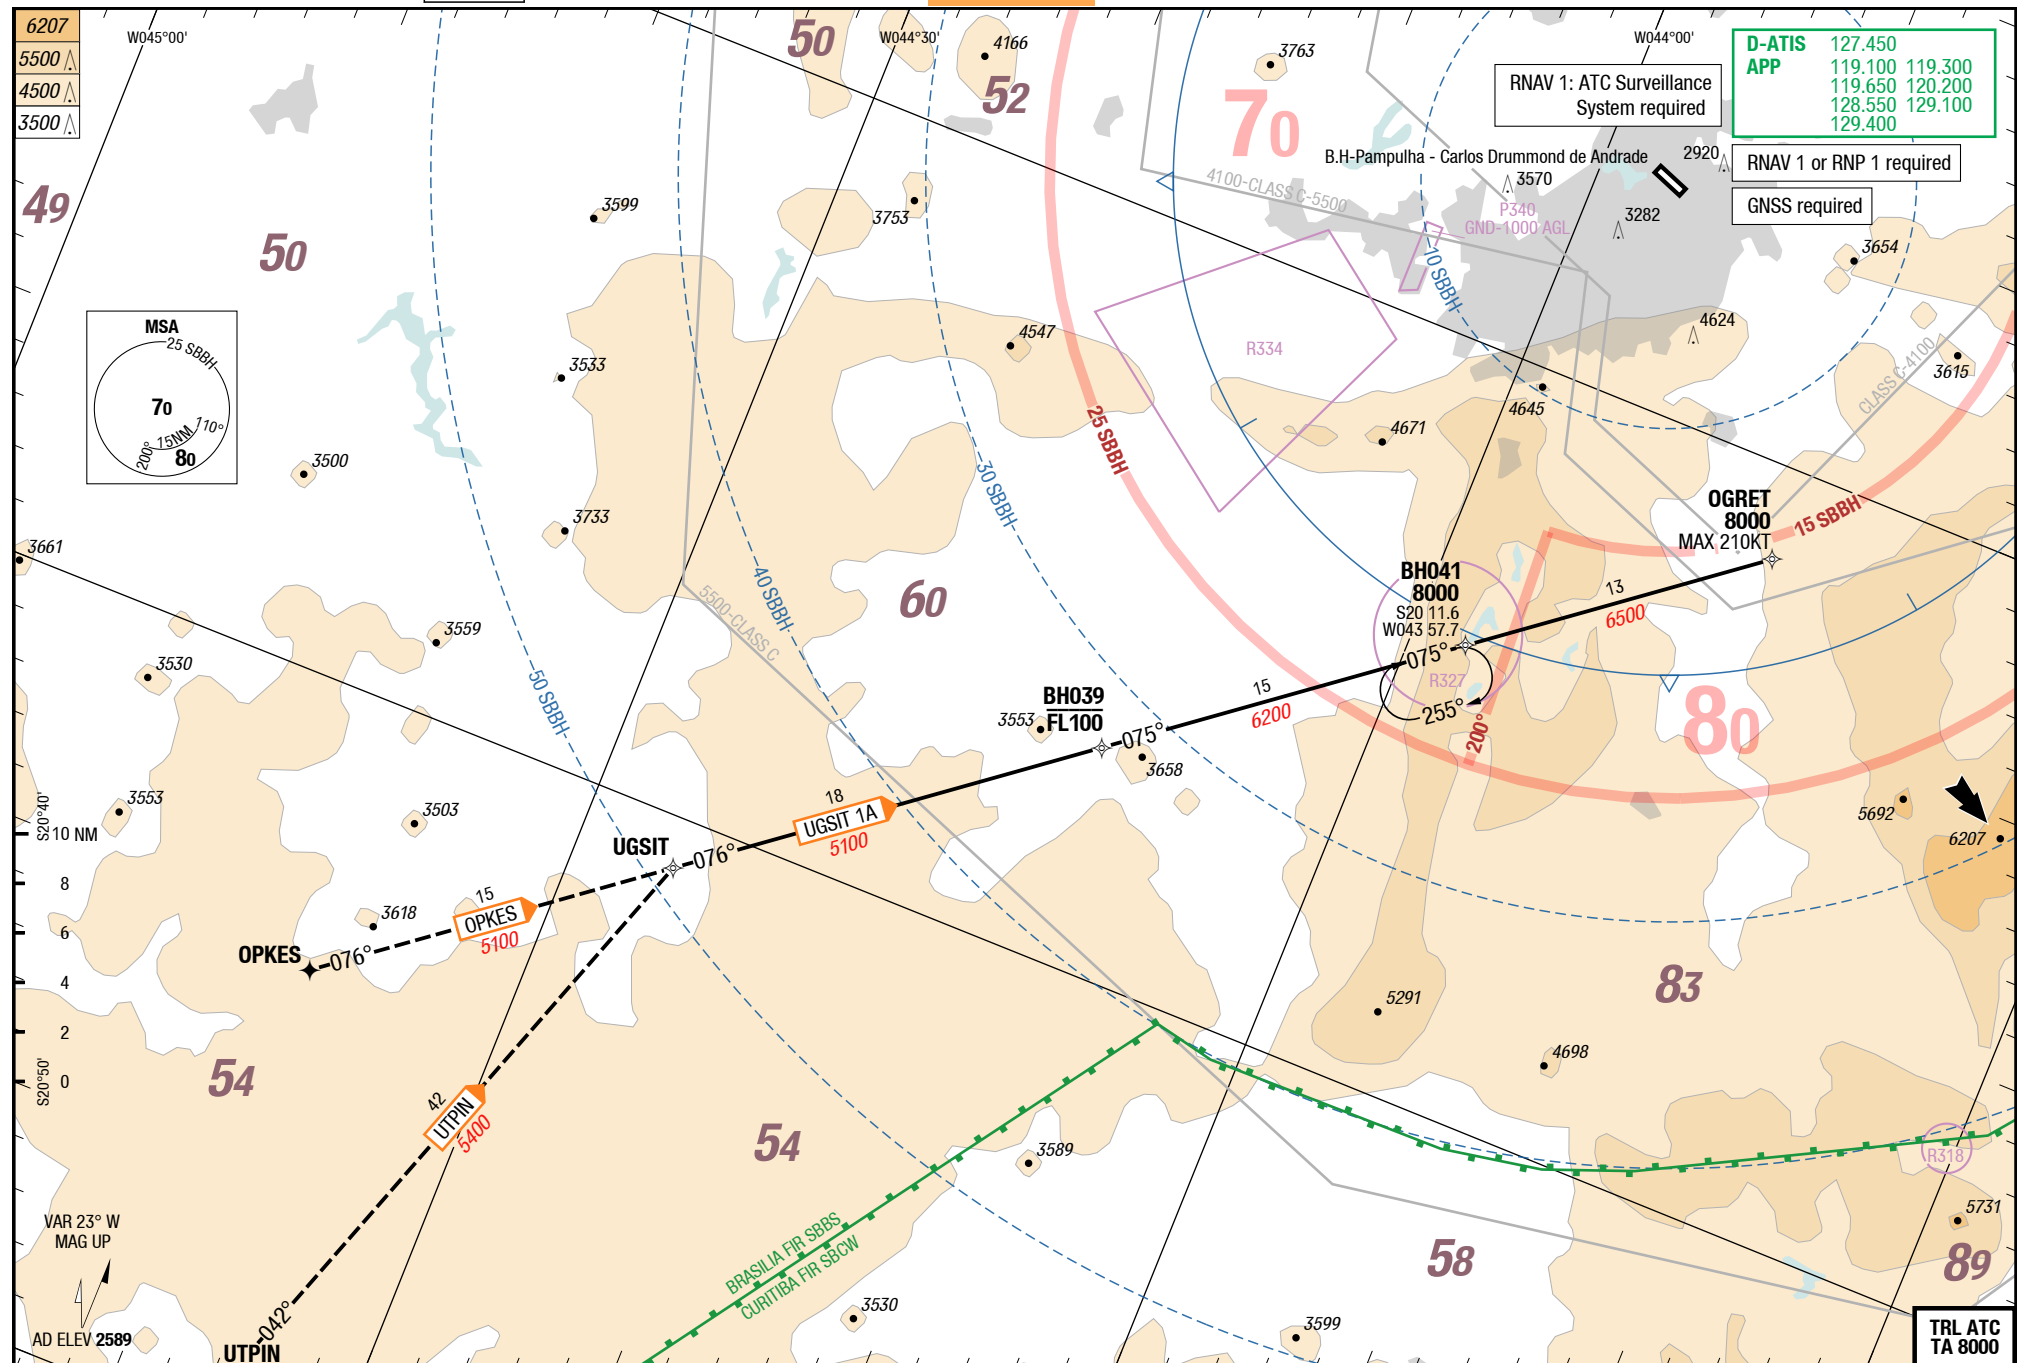 6207
5500
4500
3500
W045°00'
50
W044°30'
4166
52
3763
70
W044°00'
RNAV 1: ATC Surveillance
System required
D-ATIS 127.450
APP 119.100 119.300
119.650 120.200
128.550 129.100
129.400
B.H-Pampulha - Carlos Drummond de Andrade
2920
RNAV 1 or RNP 1 required
GNSS required
4100-CLASS C-5500
3570
P340
GND-1000 AGL
3282
49
50
3599
3753
3654
10 SBBH
MSA
25 SBBH
70
15NM
110°
200°
80
3533
4547
R334
4624
3615
CLASS C-4100
4645
4671
25 SBBH
3500
30 SBBH
3733
OGRET
8000
MAX 210KT
15 SBBH
3661
BH041
8000
S20 11.6
W043 57.7
13
6500
40 SBBH
5500-CLASS C
60
3559
3530
075°
R327
255°
200°
50 SBBH
BH039
FL100
3553
075°
15
6200
3658
80
S20°40'
10 NM
8
6
4
2
0
S20°50'
3553
3503
18
UGSIT 1A
5100
UGSIT
076°
5692
6207
15
OPKES
5100
3618
OPKES
076°
83
5291
54
4698
42
UTPIN
5400
54
3589
R318
5731
BRASILIA FIR SBBS
CURITIBA FIR SBCW
58
89
VAR 23° W
MAG UP
3530
3599
AD ELEV 2589
042°
UTPIN
TRL ATC
TA 8000